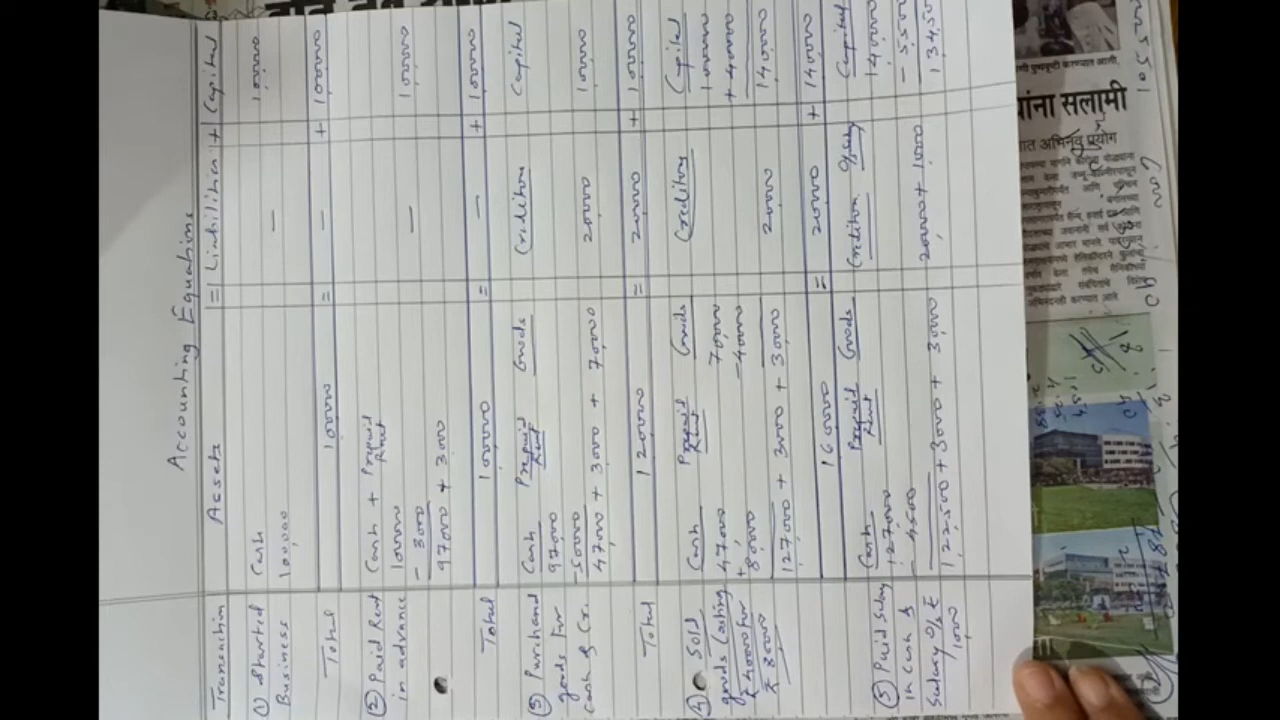 Accounting Equations
Transaction Assets = Liabilities + Capital
(1) Started Cash
Business 100,000 — 100000
Total 100000 = — + 100000
(2) Paid Rent Cash + Prepaid Rent
in advance 100000
- 3000
97000 + 3000 — 100000
Total 100000 = — + 100000
(3) Purchased Cash Prepaid Rent Goods Creditors Capital
goods for 97000
cash & Cr. - 50000 20000 100000
47000 + 3000 + 70000
Total 120000 = 20000 + 100000
(4) Sold Cash Prepaid Rent Goods Creditors Capital
goods costing 47000 70000 100000
₹ 40000 for + 80000 - 40000 + 40000
₹ 80000 127000 + 3000 + 30000 20000 140000
160000 = 20000 + 140000
(5) Paid Salary Cash Prepaid Rent Goods Creditors O/s Salary Capital
in cash & 127000 140000
Salary O/s ₹ - 4500 - 5500
1000 122500 + 3000 + 30000 20000 + 1000 134,50
यांना सलामी